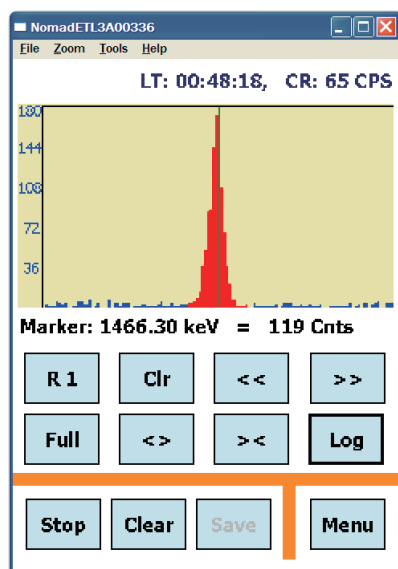 NomadETL3A00336
File Zoom Tools Help
LT: 00:48:18, CR: 65 CPS
180
144
108
72
36
Marker: 1466.30 keV = 119 Cnts
R 1 Clr << >>
Full <> >< Log
Stop Clear Save Menu